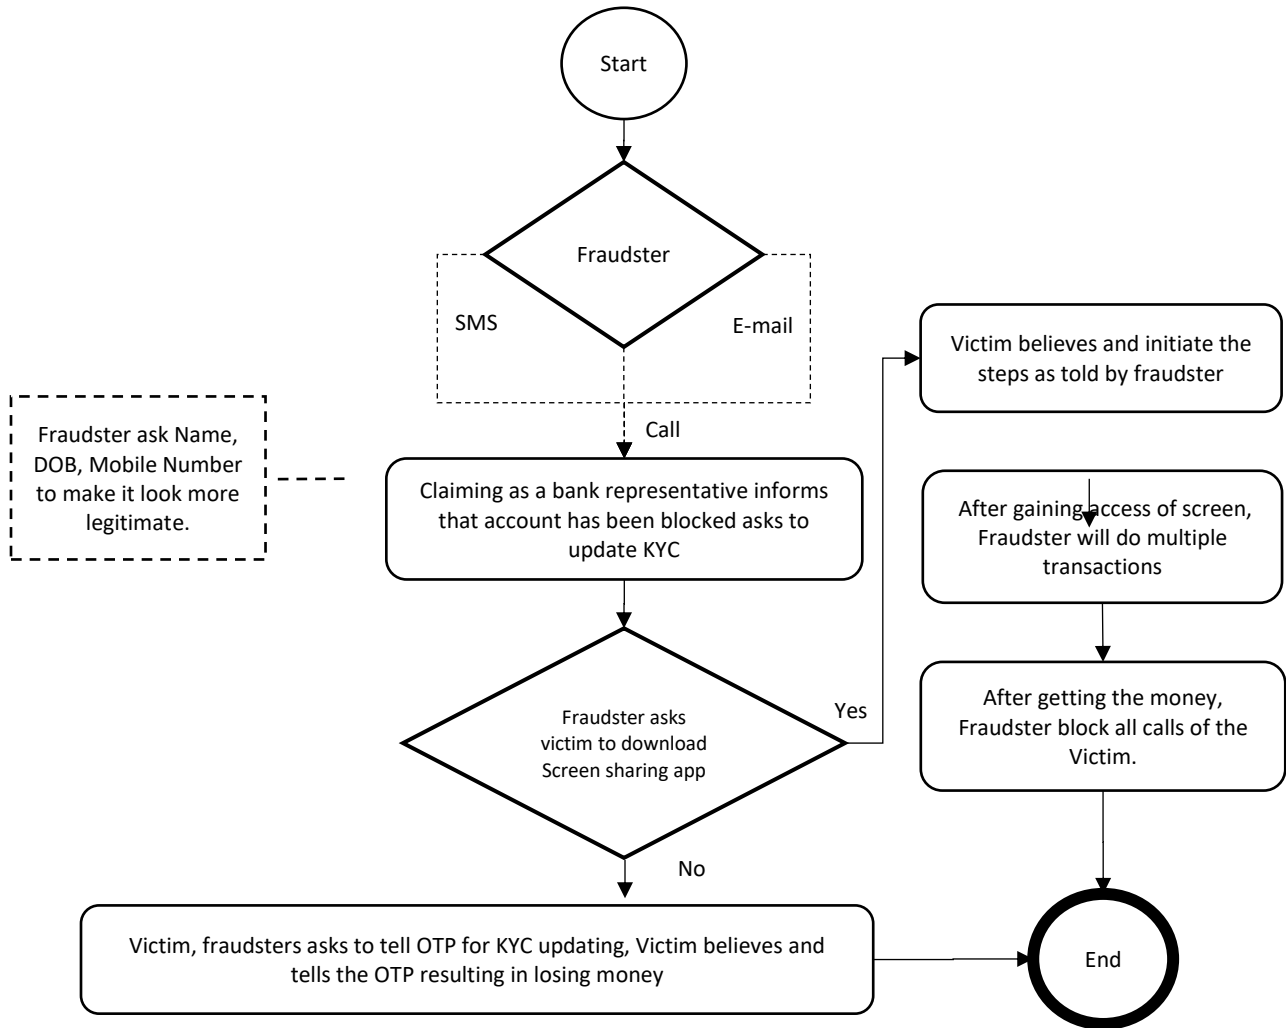 Start
Fraudster
SMS
E-mail
Call
Victim believes and initiate the
steps as told by fraudster
Fraudster ask Name,
DOB, Mobile Number
to make it look more
legitimate.
Claiming as a bank representative informs
that account has been blocked asks to
update KYC
After gaining access of screen,
Fraudster will do multiple
transactions
Fraudster asks
victim to download
Screen sharing app
Yes
After getting the money,
Fraudster block all calls of the
Victim.
No
Victim, fraudsters asks to tell OTP for KYC updating, Victim believes and
tells the OTP resulting in losing money
End